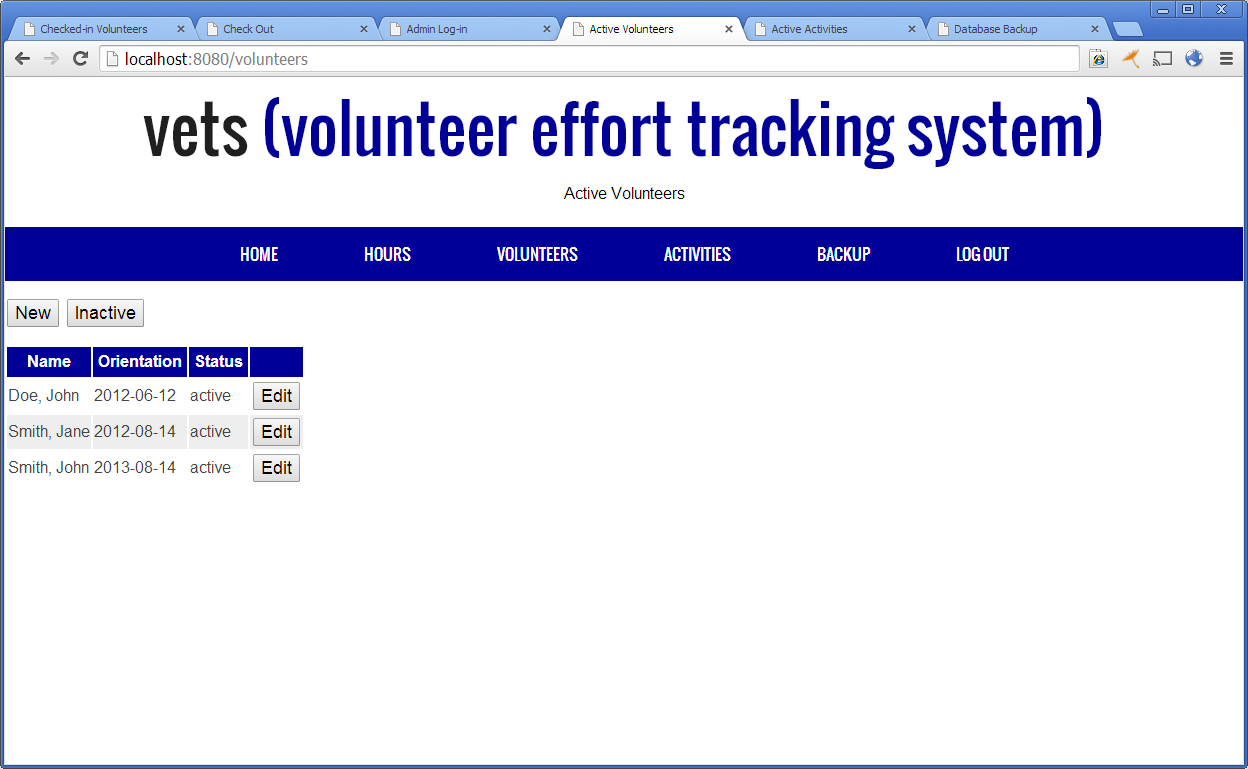 Checked-in Volunteers Check Out Admin Log-in Active Volunteers Active Activities Database Backup
localhost:8080/volunteers
vets (volunteer effort tracking system)
Active Volunteers
HOME HOURS VOLUNTEERS ACTIVITIES BACKUP LOG OUT
New Inactive
Name Orientation Status
Doe, John 2012-06-12 active Edit
Smith, Jane 2012-08-14 active Edit
Smith, John 2013-08-14 active Edit